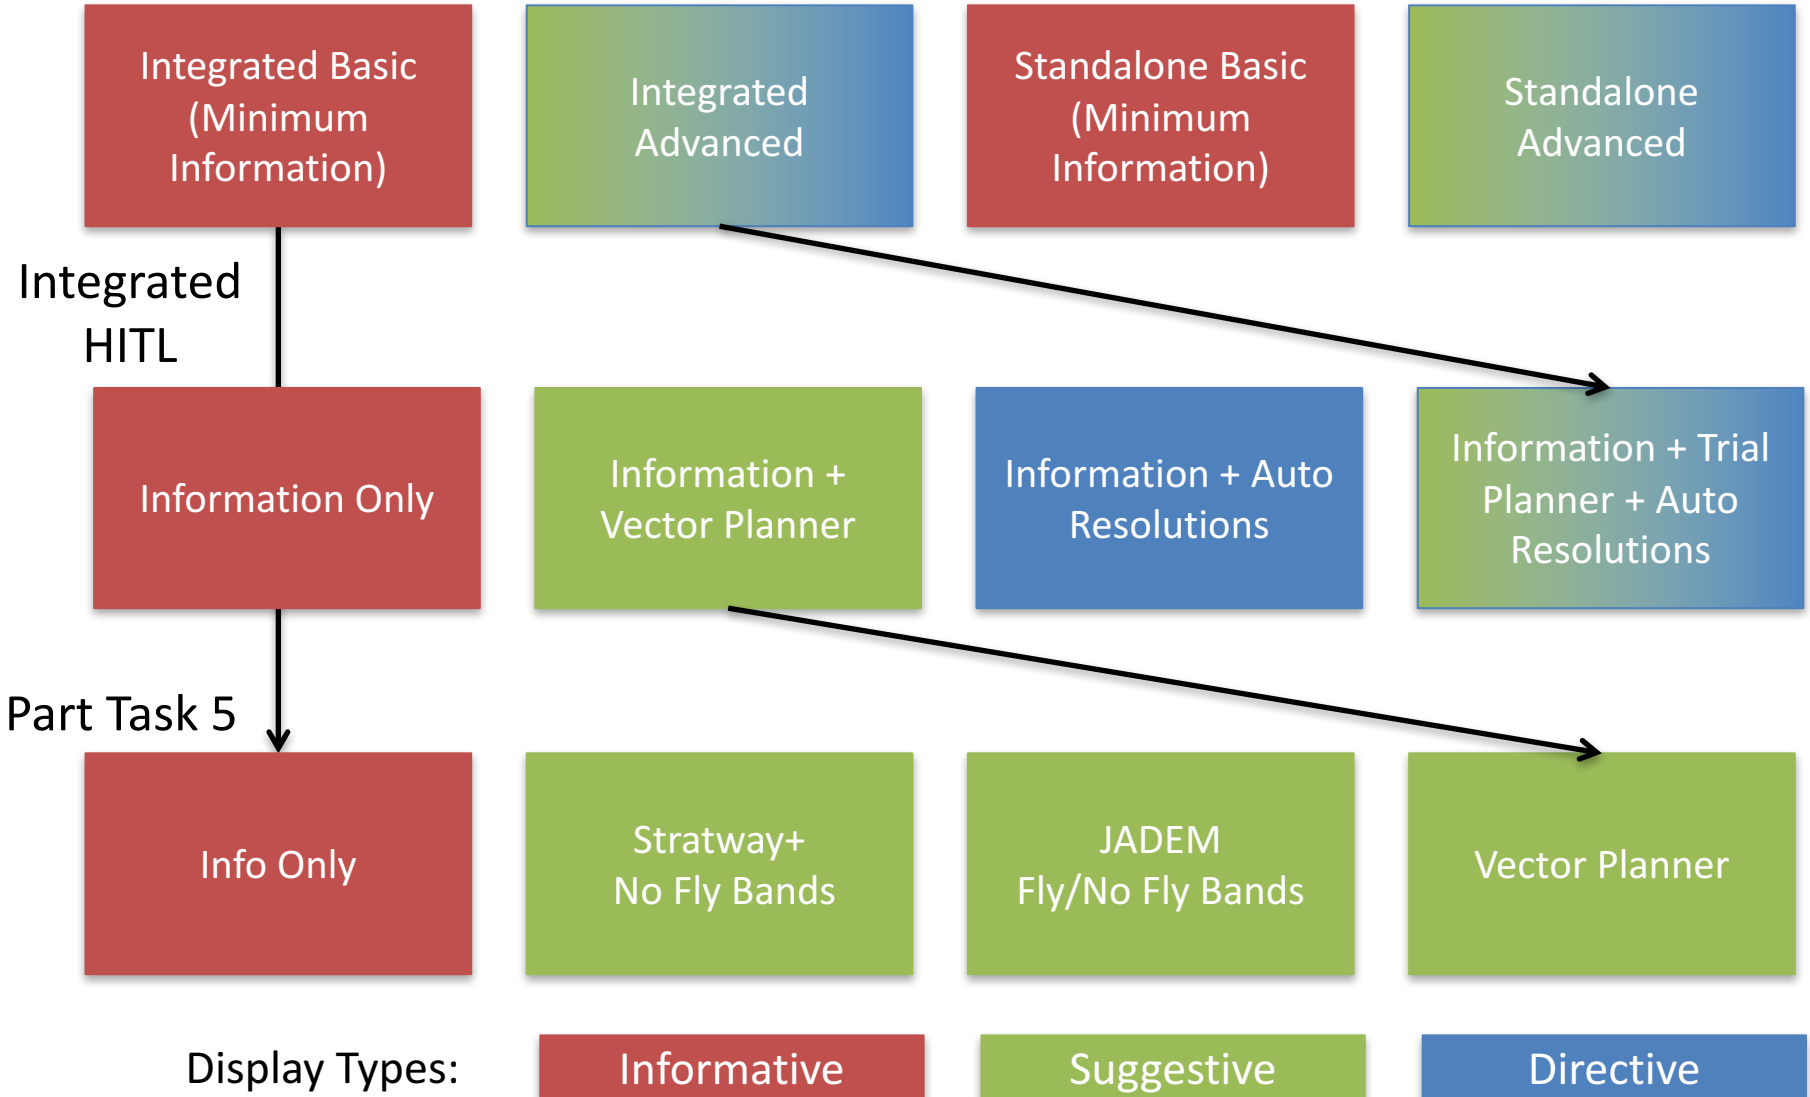 Integrated Basic
(Minimum
Information)
Integrated
Advanced
Standalone Basic
(Minimum
Information)
Standalone
Advanced
Integrated
HITL
Information Only
Information +
Vector Planner
Information + Auto
Resolutions
Information + Trial
Planner + Auto
Resolutions
Part Task 5
Info Only
Stratway+
No Fly Bands
JADEM
Fly/No Fly Bands
Vector Planner
Display Types:
Informative
Suggestive
Directive